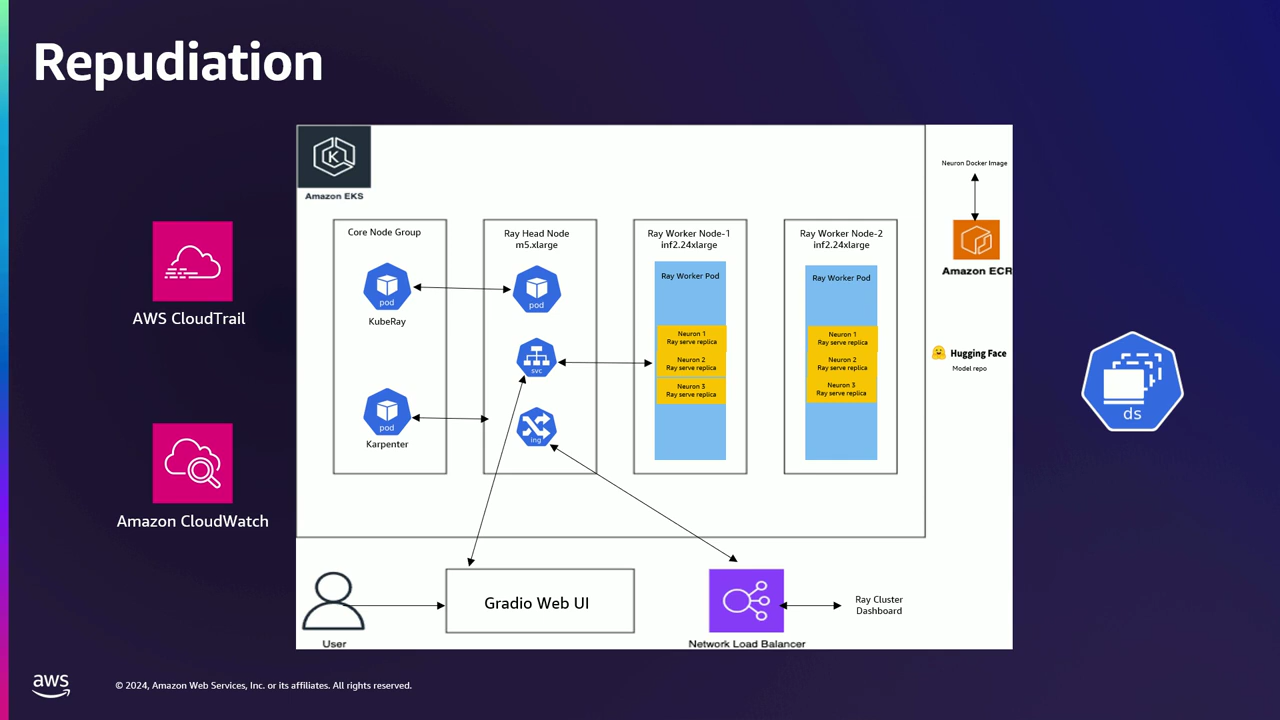 Repudiation
K
Amazon EKS
Neuron Docker Image
Amazon ECR
Hugging Face
Model repo
Core Node Group
pod
KubeRay
pod
Karpenter
Ray Head Node
m5.xlarge
pod
svc
ing
Ray Worker Node-1
inf2.24xlarge
Ray Worker Pod
Neuron 1
Ray serve replica
Neuron 2
Ray serve replica
Neuron 3
Ray serve replica
Ray Worker Node-2
inf2.24xlarge
Ray Worker Pod
Neuron 1
Ray serve replica
Neuron 2
Ray serve replica
Neuron 3
Ray serve replica
AWS CloudTrail
Amazon CloudWatch
ds
User
Gradio Web UI
Network Load Balancer
Ray Cluster
Dashboard
aws
© 2024, Amazon Web Services, Inc. or its affiliates. All rights reserved.